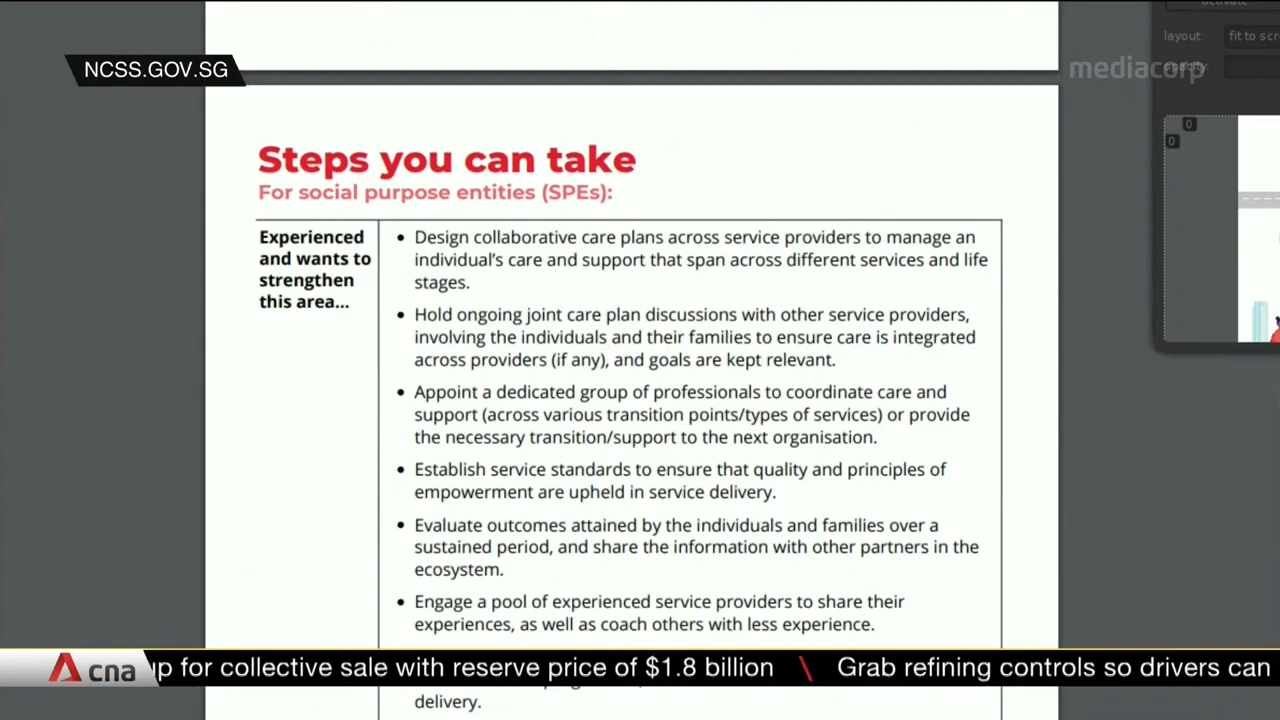 activate
layout:
fit to scr
opacity:
NCSS.GOV.SG
mediacorp
0
0
Steps you can take
For social purpose entities (SPEs):
Experienced
and wants to
strengthen
this area...
• Design collaborative care plans across service providers to manage an
individual's care and support that span across different services and life
stages.
• Hold ongoing joint care plan discussions with other service providers,
involving the individuals and their families to ensure care is integrated
across providers (if any), and goals are kept relevant.
• Appoint a dedicated group of professionals to coordinate care and
support (across various transition points/types of services) or provide
the necessary transition/support to the next organisation.
• Establish service standards to ensure that quality and principles of
empowerment are upheld in service delivery.
• Evaluate outcomes attained by the individuals and families over a
sustained period, and share the information with other partners in the
ecosystem.
• Engage a pool of experienced service providers to share their
experiences, as well as coach others with less experience.
delivery.
cna
up for collective sale with reserve price of $1.8 billion \ Grab refining controls so drivers can